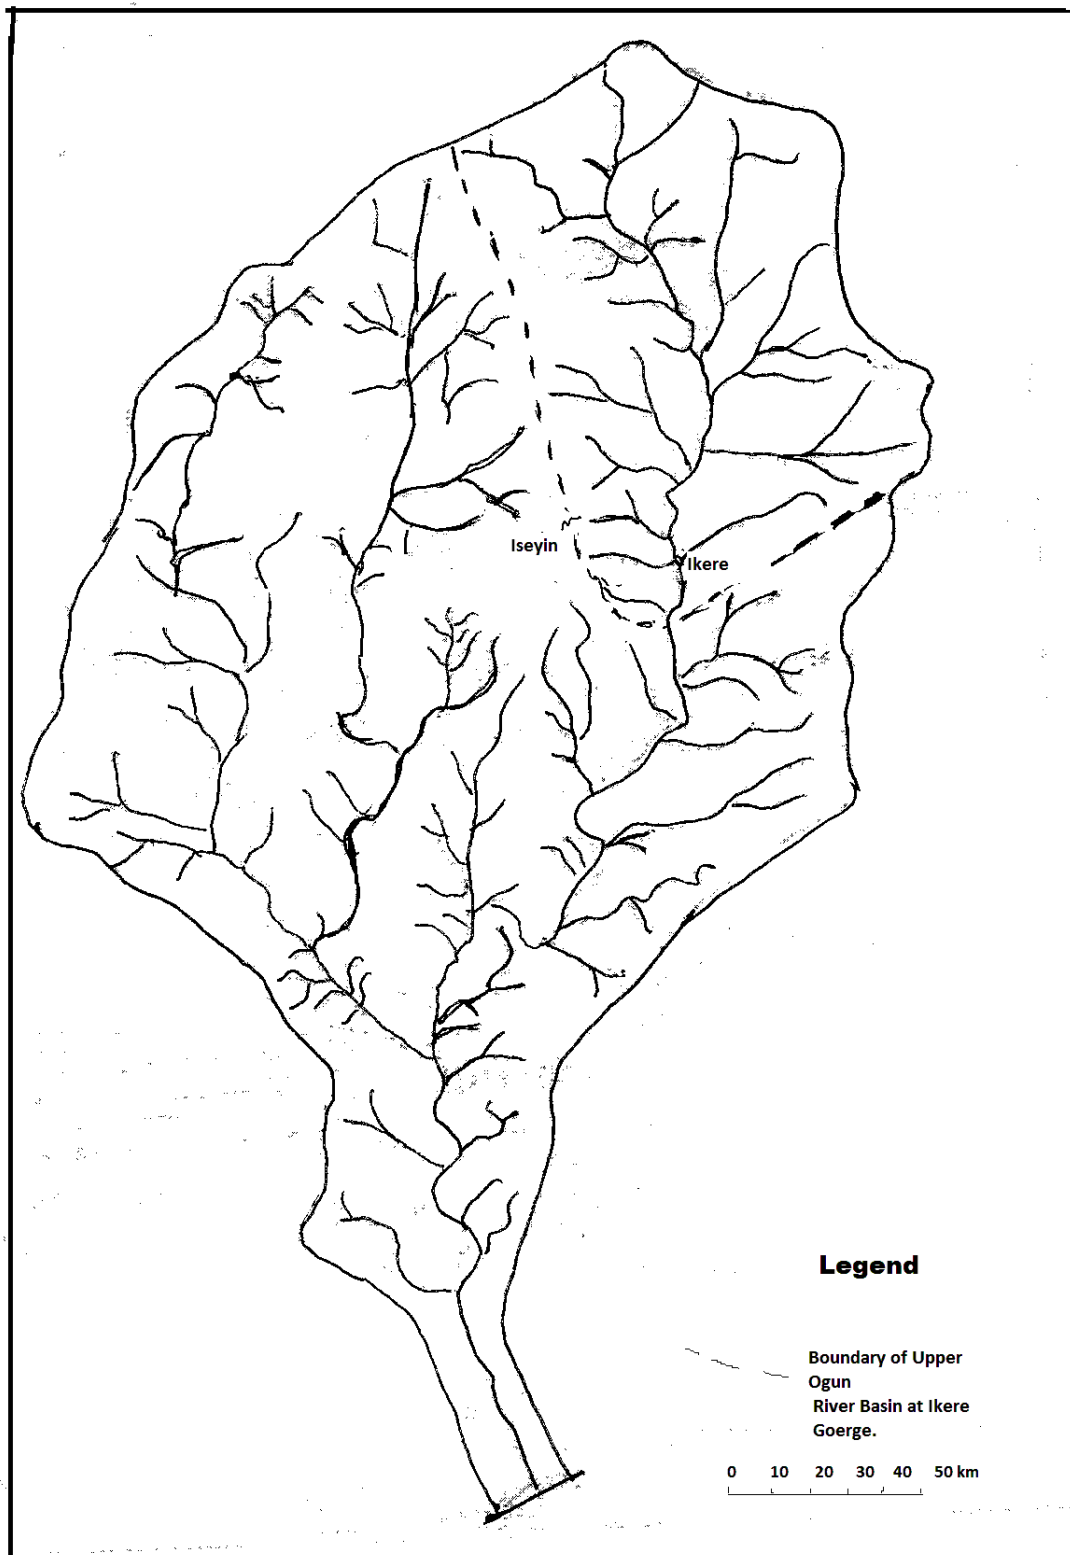 Iseyin
Ikere
Legend
Boundary of Upper
Ogun
River Basin at Ikere
Goerge.
0 10 20 30 40 50 km